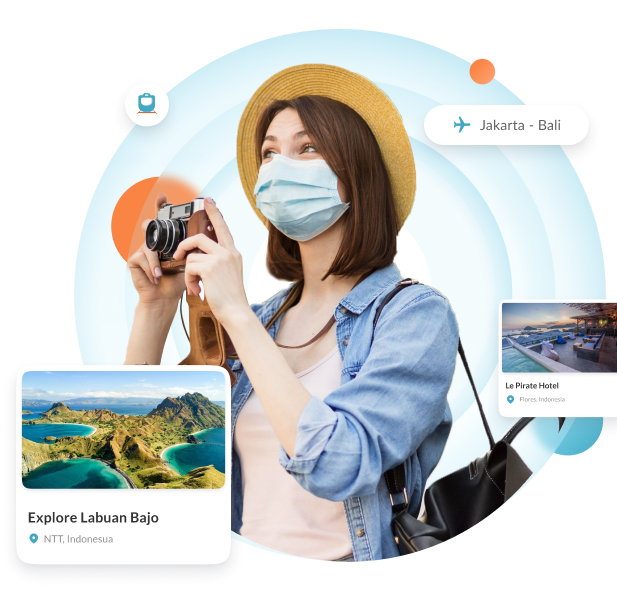 Jakarta - Bali
Le Pirate Hotel
Flores, Indonesia
Explore Labuan Bajo
NTT, Indonesua